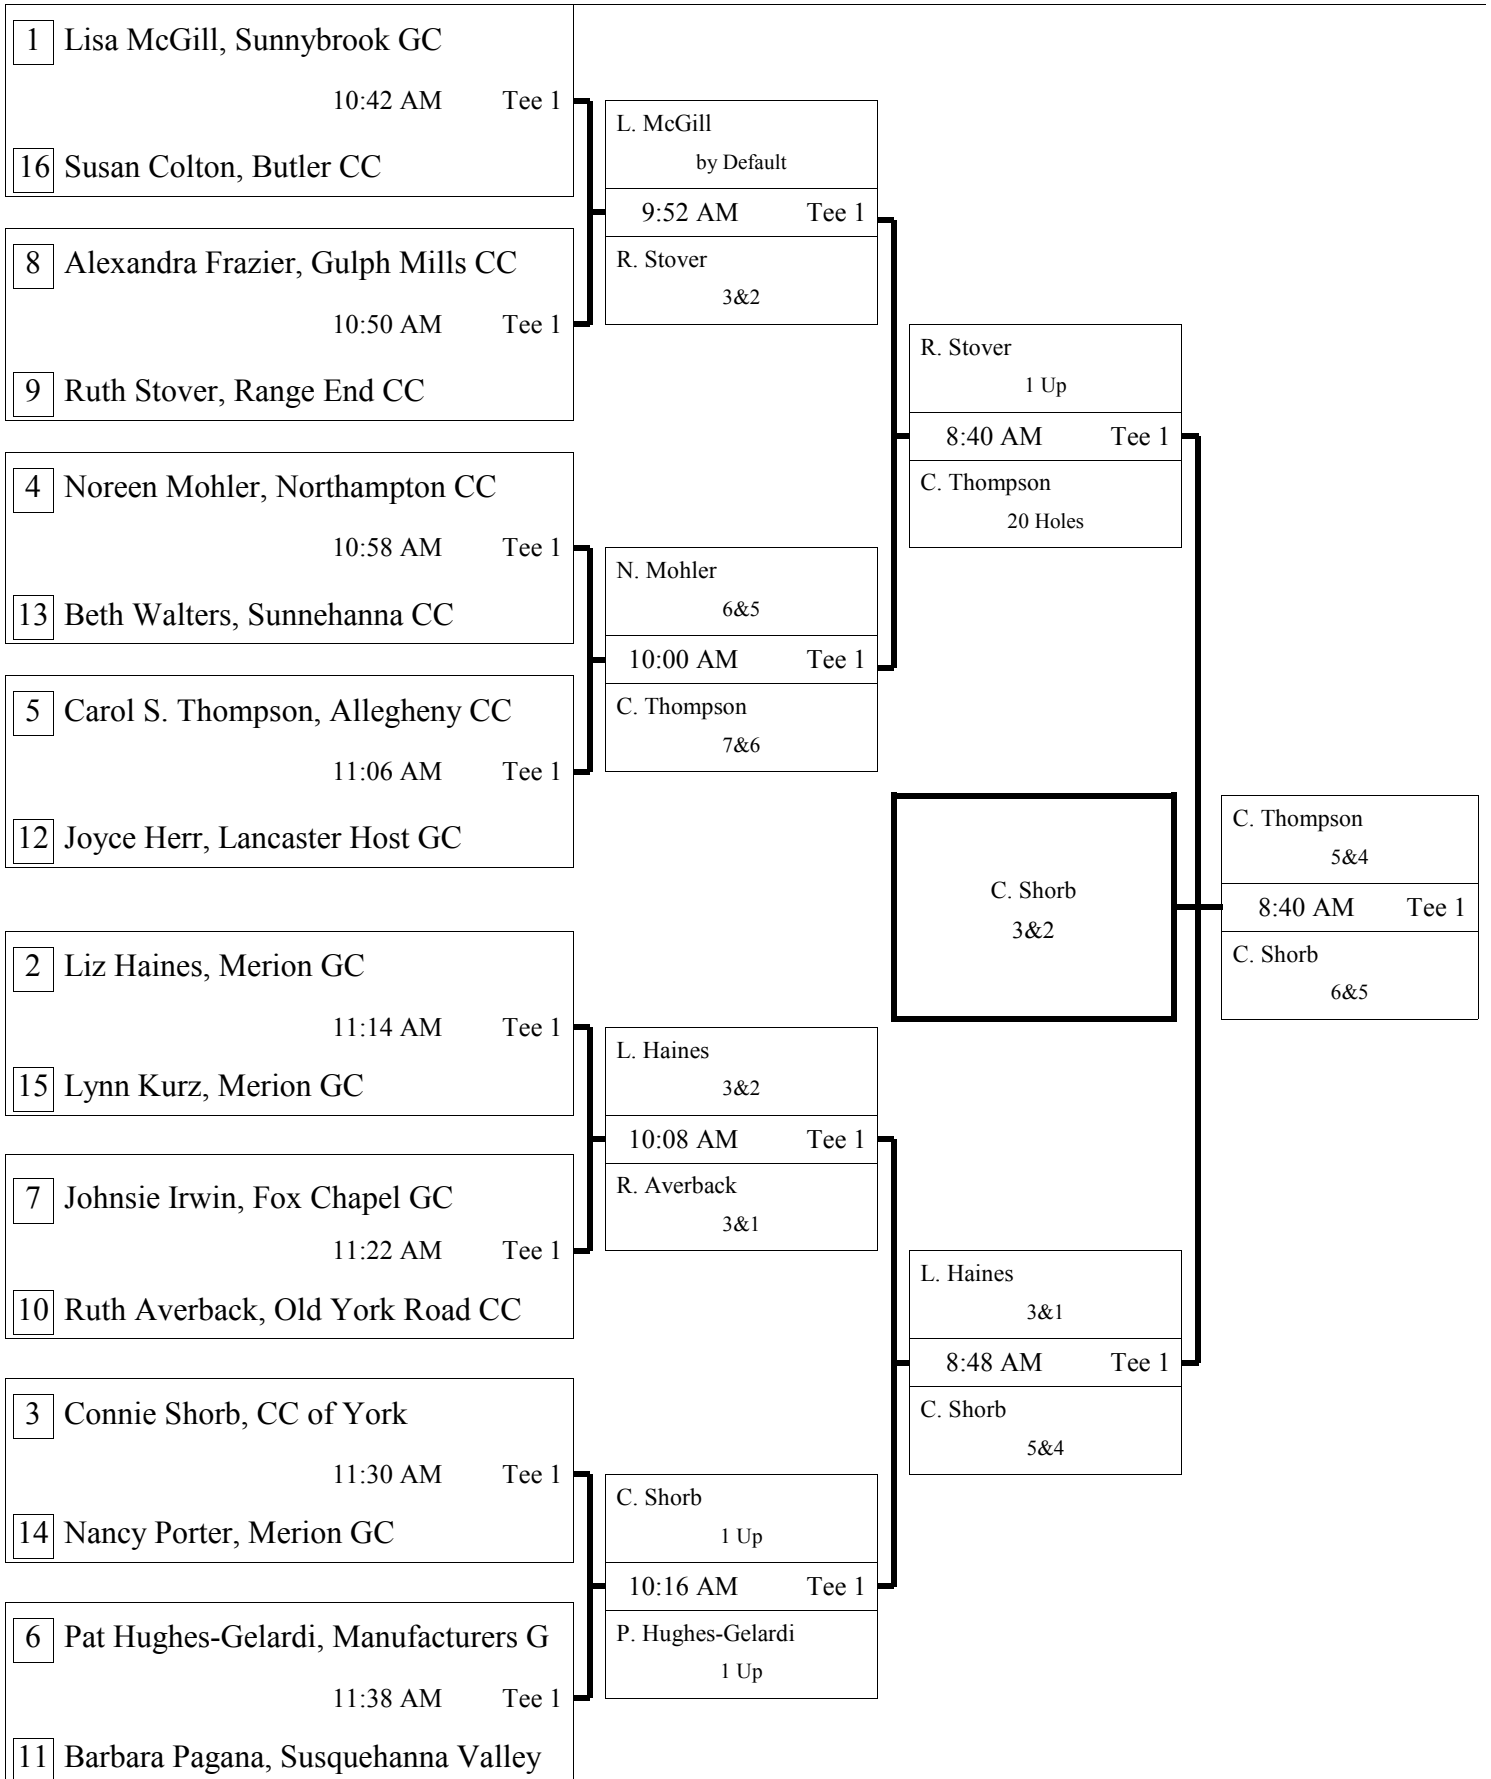 1 Lisa McGill, Sunnybrook GC
10:42 AM Tee 1
16 Susan Colton, Butler CC
8 Alexandra Frazier, Gulph Mills CC
10:50 AM Tee 1
9 Ruth Stover, Range End CC
4 Noreen Mohler, Northampton CC
10:58 AM Tee 1
13 Beth Walters, Sunnehanna CC
5 Carol S. Thompson, Allegheny CC
11:06 AM Tee 1
12 Joyce Herr, Lancaster Host GC
2 Liz Haines, Merion GC
11:14 AM Tee 1
15 Lynn Kurz, Merion GC
7 Johnsie Irwin, Fox Chapel GC
11:22 AM Tee 1
10 Ruth Averback, Old York Road CC
3 Connie Shorb, CC of York
11:30 AM Tee 1
14 Nancy Porter, Merion GC
6 Pat Hughes-Gelardi, Manufacturers G
11:38 AM Tee 1
11 Barbara Pagana, Susquehanna Valley
L. McGill
by Default
9:52 AM Tee 1
R. Stover
3&2
N. Mohler
6&5
10:00 AM Tee 1
C. Thompson
7&6
L. Haines
3&2
10:08 AM Tee 1
R. Averback
3&1
C. Shorb
1 Up
10:16 AM Tee 1
P. Hughes-Gelardi
1 Up
R. Stover
1 Up
8:40 AM Tee 1
C. Thompson
20 Holes
L. Haines
3&1
8:48 AM Tee 1
C. Shorb
5&4
C. Thompson
5&4
8:40 AM Tee 1
C. Shorb
6&5
C. Shorb
3&2